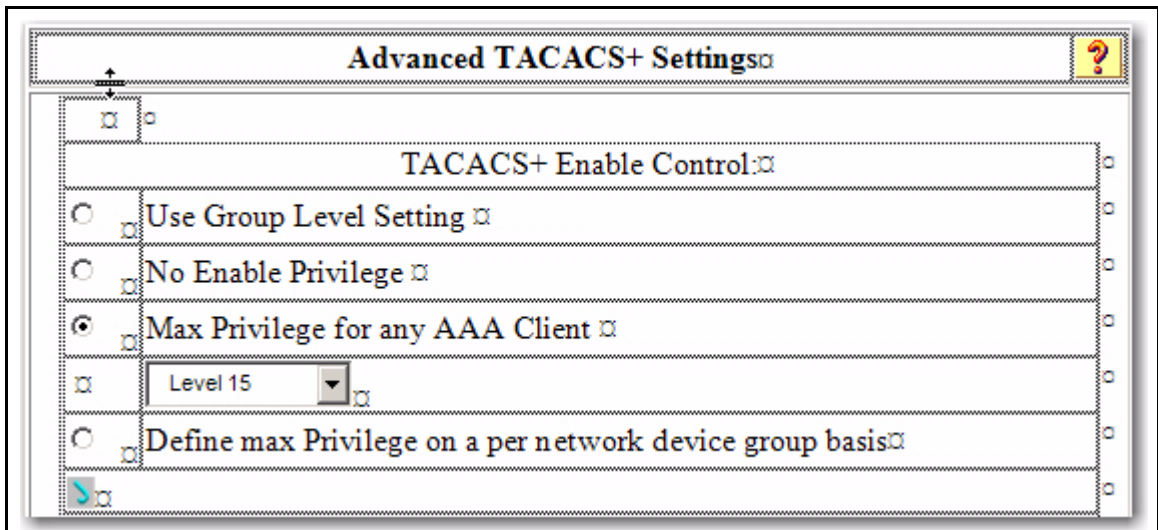 Advanced TACACS+ Settings¤
?
¤ ¤
TACACS+ Enable Control:¤ ¤
¤ Use Group Level Setting ¤ ¤
¤ No Enable Privilege ¤ ¤
¤ Max Privilege for any AAA Client ¤ ¤
¤ Level 15 ¤ ¤
¤ Define max Privilege on a per network device group basis¤ ¤
¤ ¤